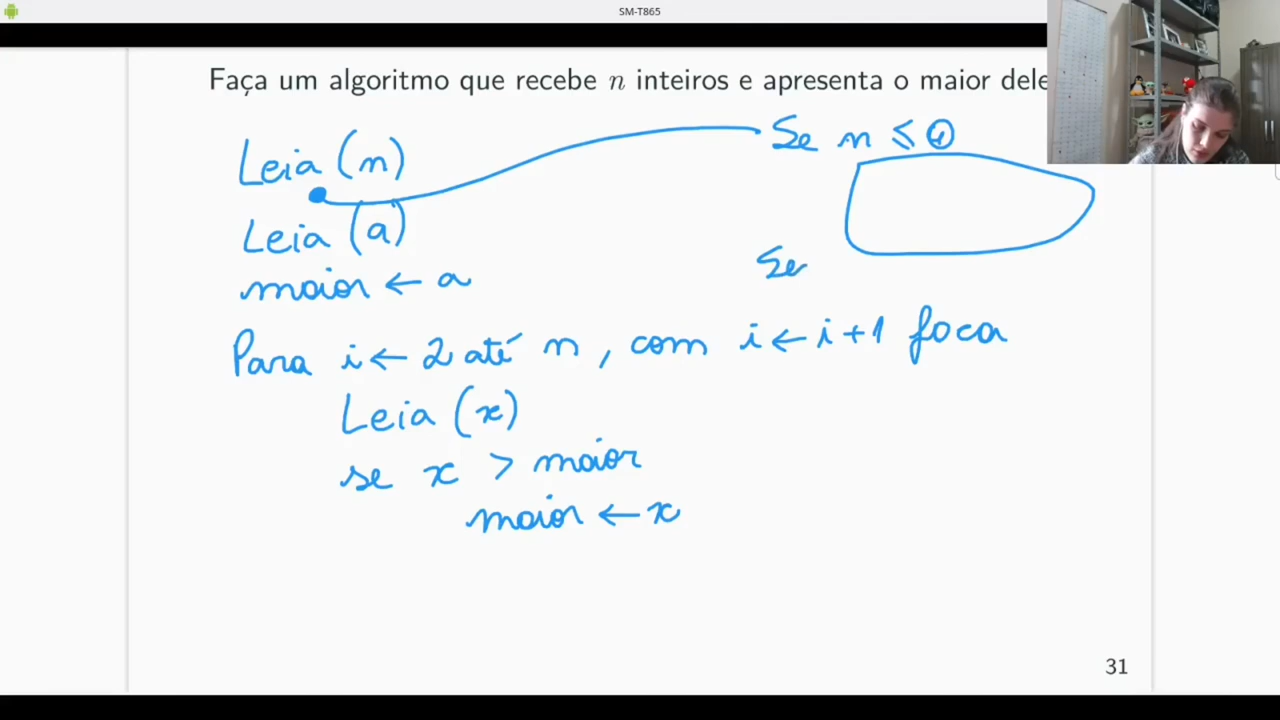 SM-T865
Faça um algoritmo que recebe n inteiros e apresenta o maior dele
Leia (n)
Se n ≤
Leia (a)
maior ← a
Se
Para i ← 2 até n, com i ← i + 1 faça
Leia (x)
se x > maior
maior ← x
31